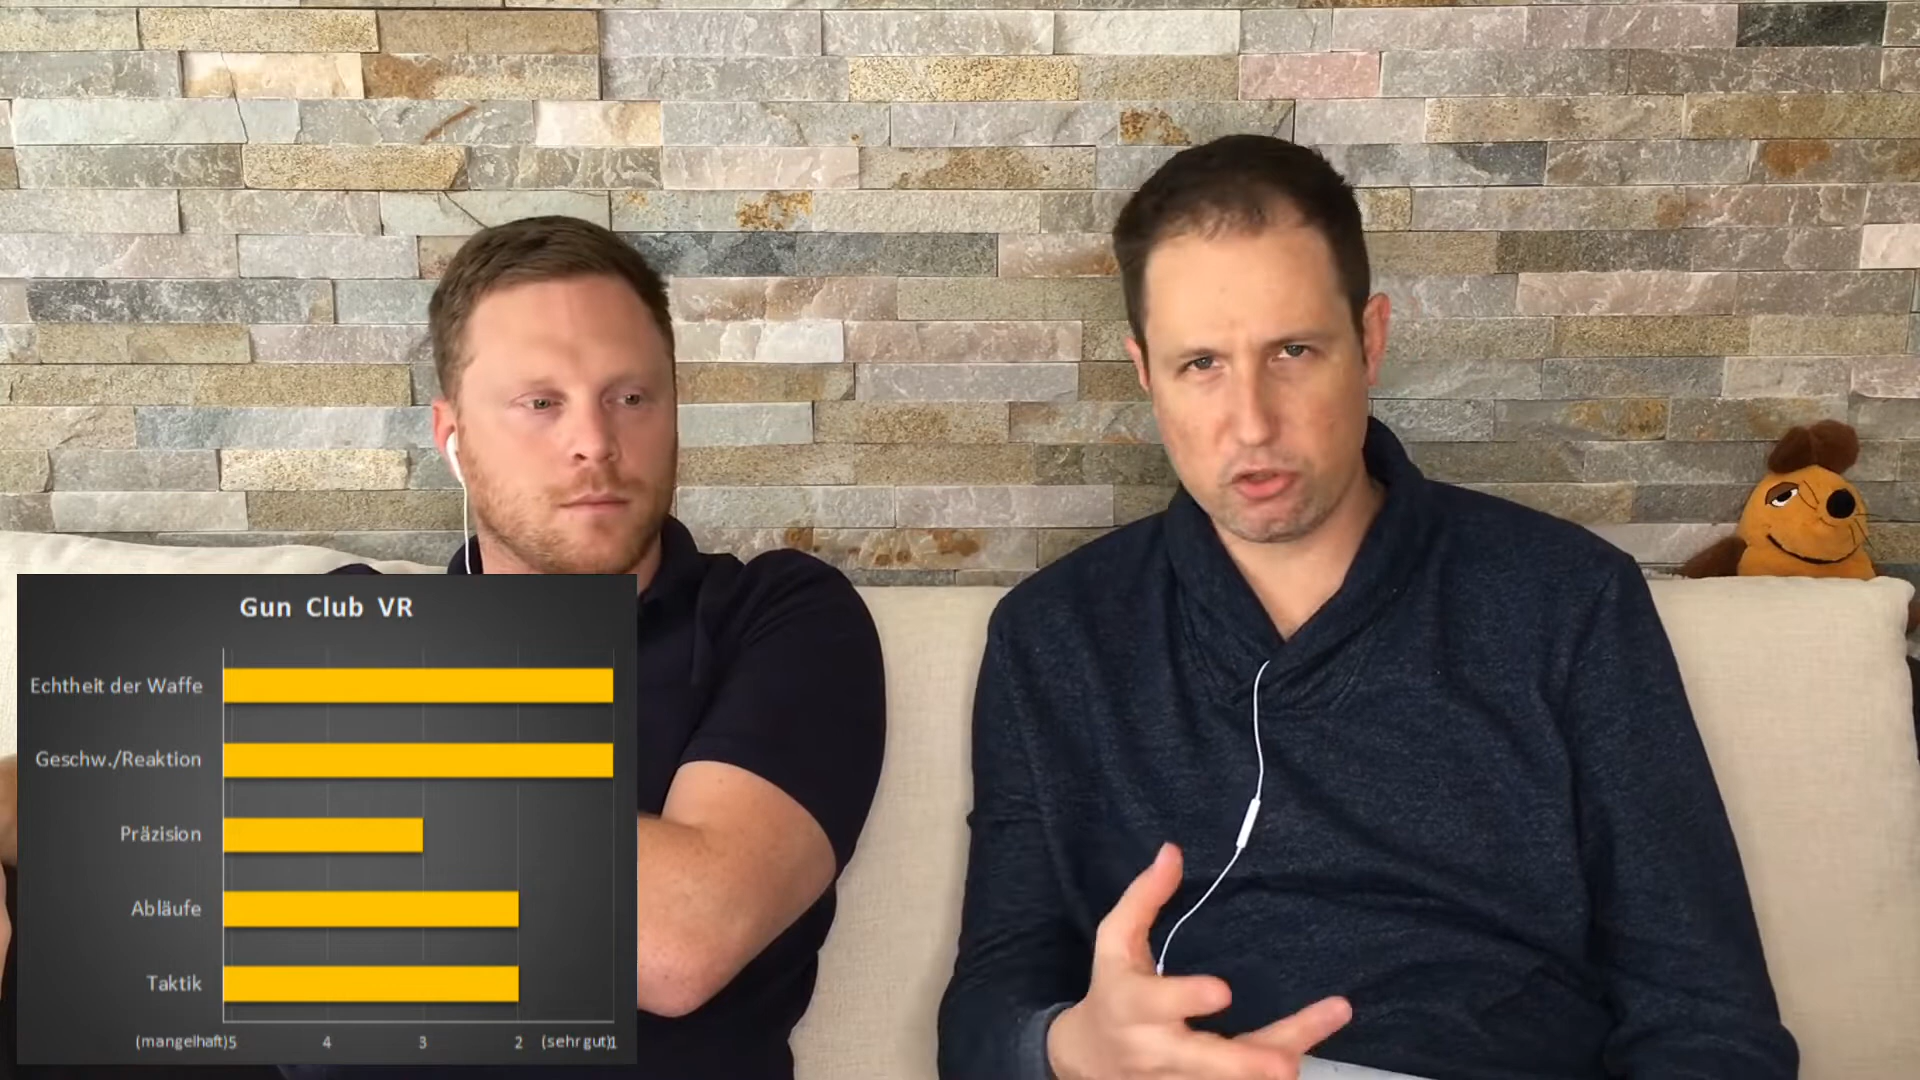 Gun Club VR
Echtheit der Waffe
Geschw./Reaktion
Präzision
Abläufe
Taktik
(mangelhaft)5 4 3 2 (sehr gut)1